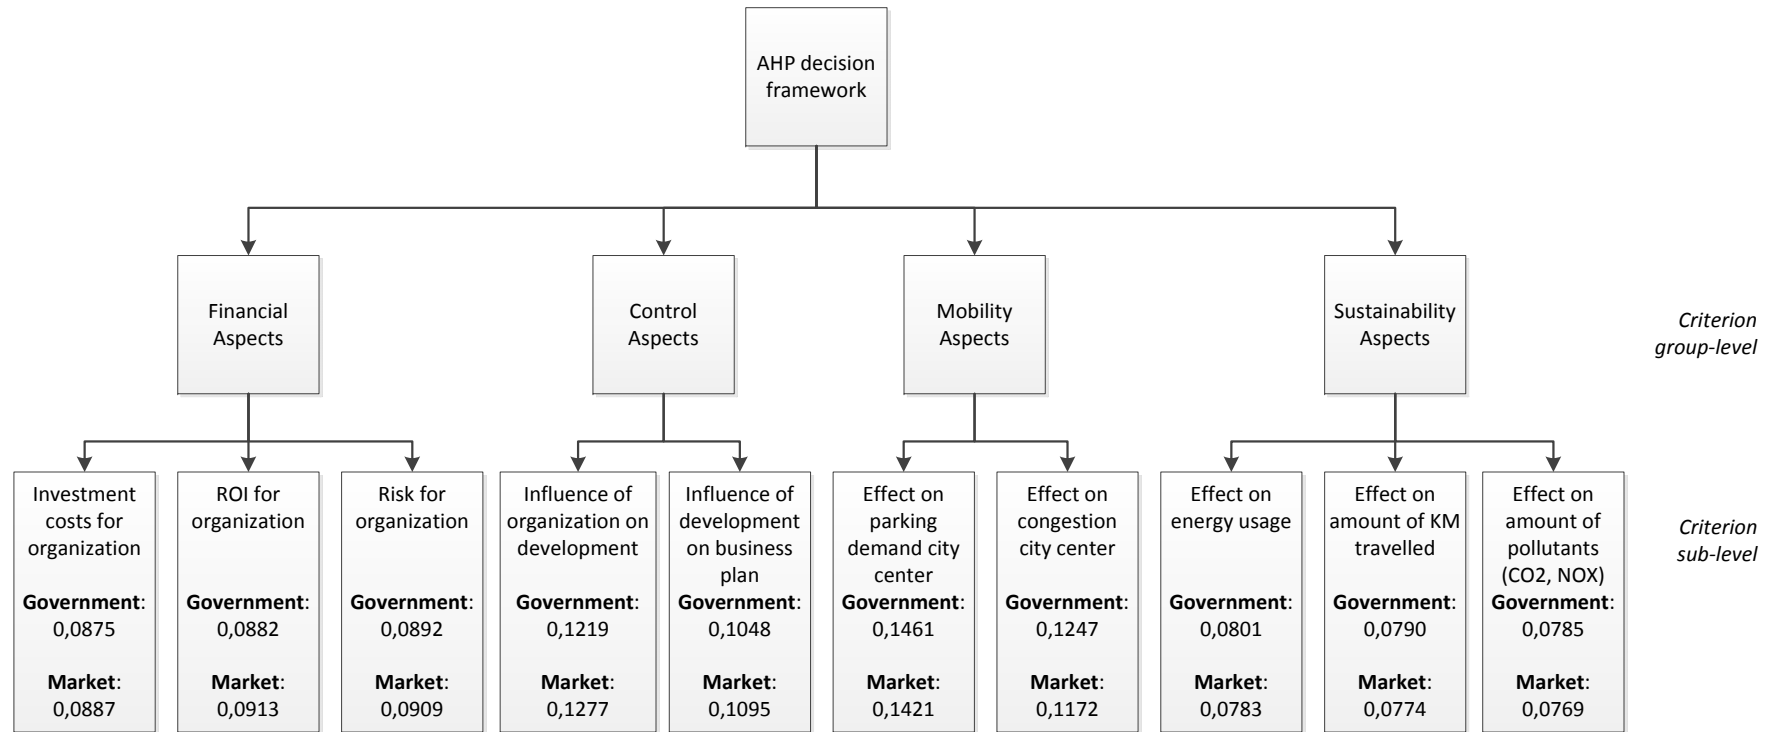 AHP decision
framework
Financial
Aspects
Control
Aspects
Mobility
Aspects
Sustainability
Aspects
Criterion
group-level
Investment
costs for
organization
Government:
0,0875
Market:
0,0887
ROI for
organization
Government:
0,0882
Market:
0,0913
Risk for
organization
Government:
0,0892
Market:
0,0909
Influence of
organization on
development
Government:
0,1219
Market:
0,1277
Influence of
development
on business
plan
Government:
0,1048
Market:
0,1095
Effect on
parking
demand city
center
Government:
0,1461
Market:
0,1421
Effect on
congestion
city center
Government:
0,1247
Market:
0,1172
Effect on
energy usage
Government:
0,0801
Market:
0,0783
Effect on
amount of KM
travelled
Government:
0,0790
Market:
0,0774
Effect on
amount of
pollutants
(CO2, NOX)
Government:
0,0785
Market:
0,0769
Criterion
sub-level